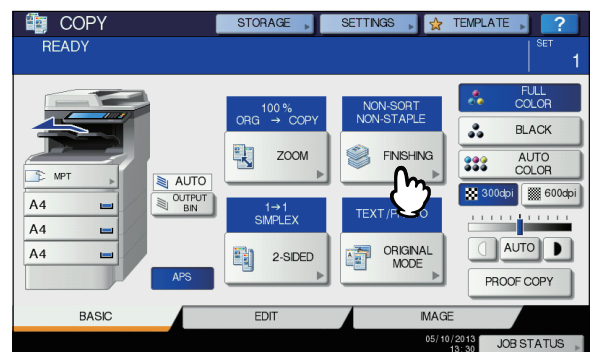 COPY
STORAGE
SETTINGS
TEMPLATE
?
READY
SET
1
100 %
ORG → COPY
ZOOM
NON-SORT
NON-STAPLE
FINISHING
FULL
COLOR
BLACK
AUTO
COLOR
300dpi
600dpi
MPT
A4
A4
A4
AUTO
OUTPUT
BIN
APS
1→1
SIMPLEX
2-SIDED
ORIGINAL
MODE
AUTO
PROOF COPY
BASIC
EDIT
IMAGE
05/10/2013
13:30
JOB STATUS